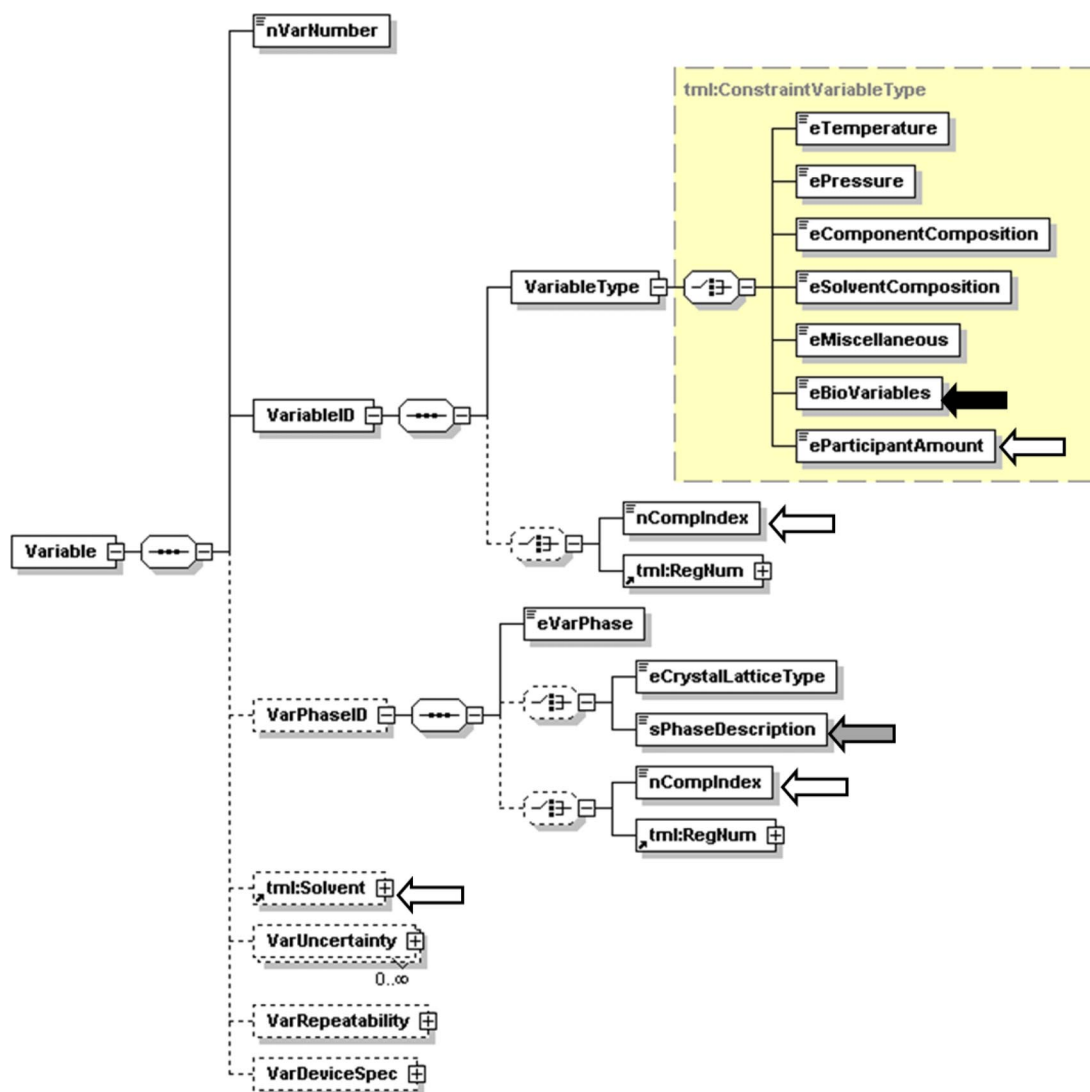 nVarNumber
tml:ConstraintVariableType
eTemperature
ePressure
eComponentComposition
VariableType
eSolventComposition
eMiscellaneous
eBioVariables
VariableID
eParticipantAmount
nCompIndex
Variable
tml:RegNum
eVarPhase
eCrystalLatticeType
VarPhaseID
sPhaseDescription
nCompIndex
tml:RegNum
tml:Solvent
VarUncertainty
0..∞
VarRepeatability
VarDeviceSpec